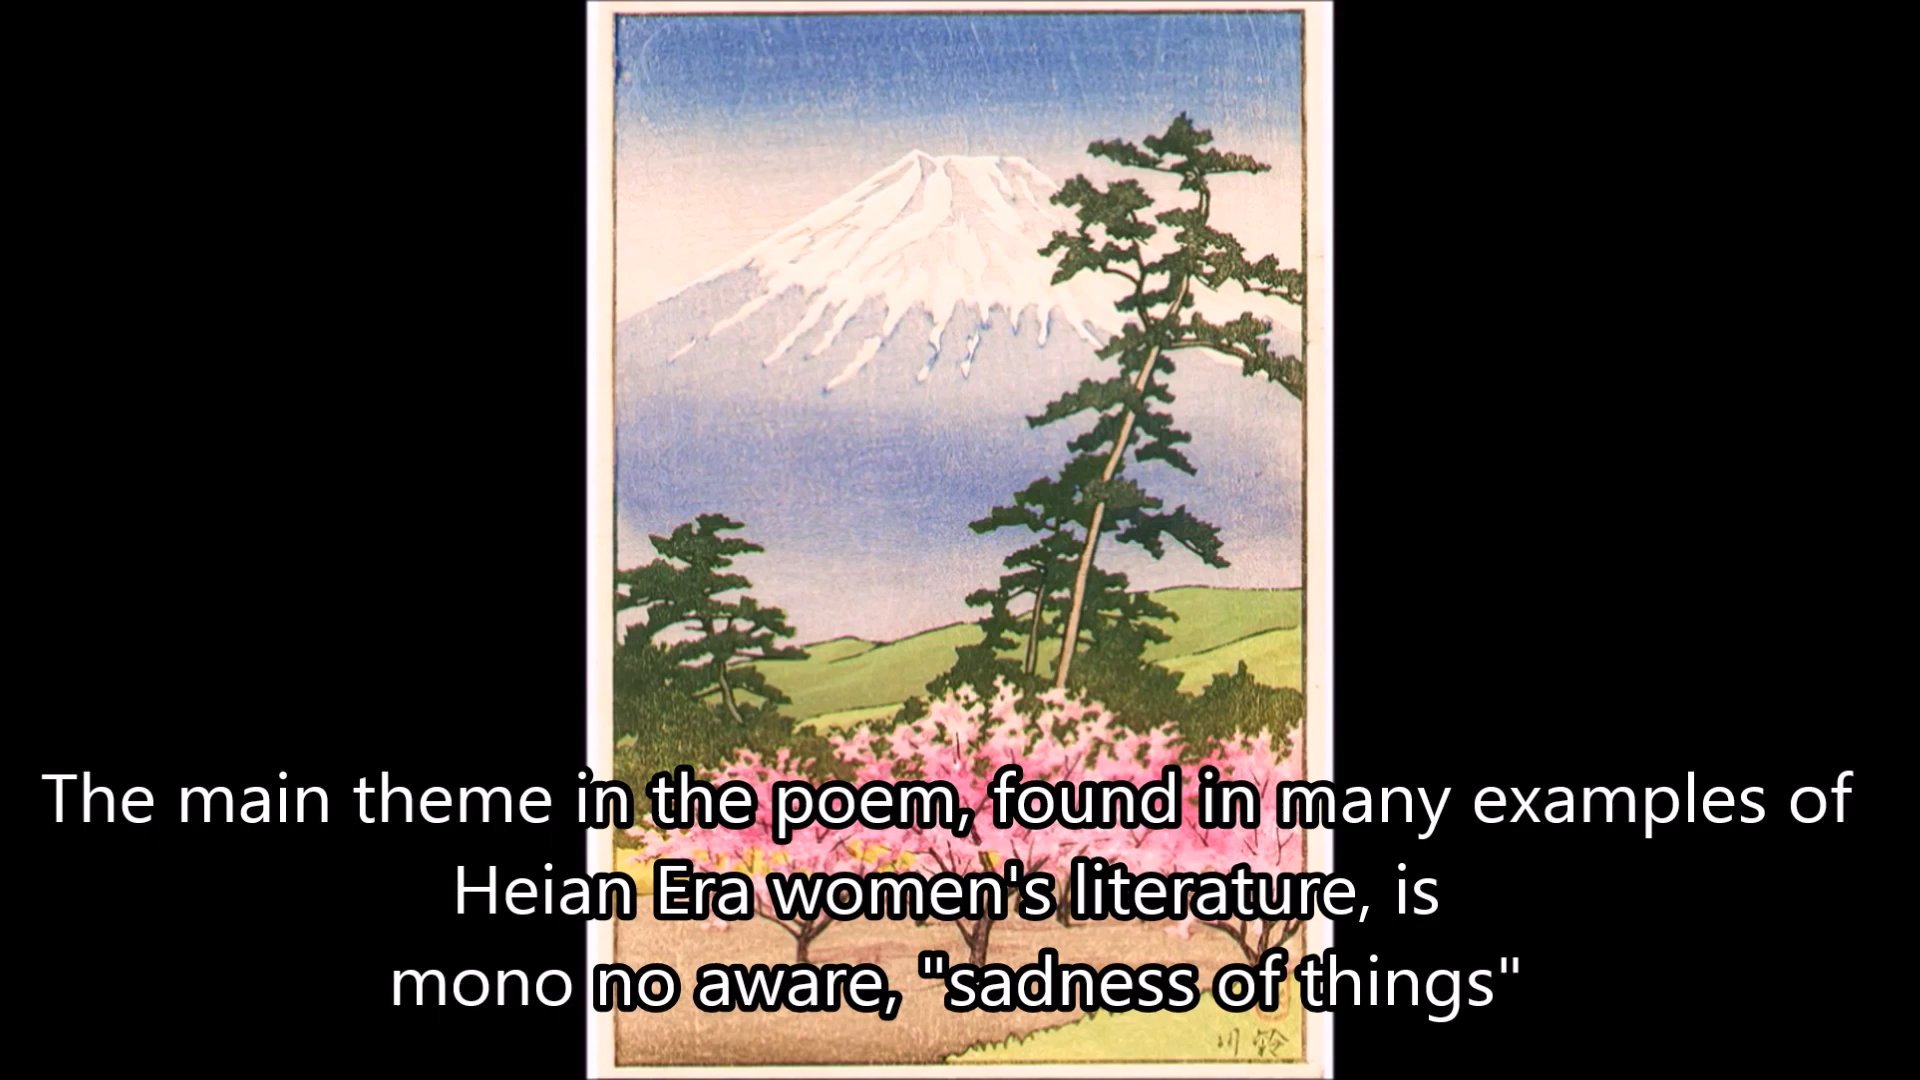 The main theme in the poem, found in many examples of
Heian Era women's literature, is
mono no aware, "sadness of things"